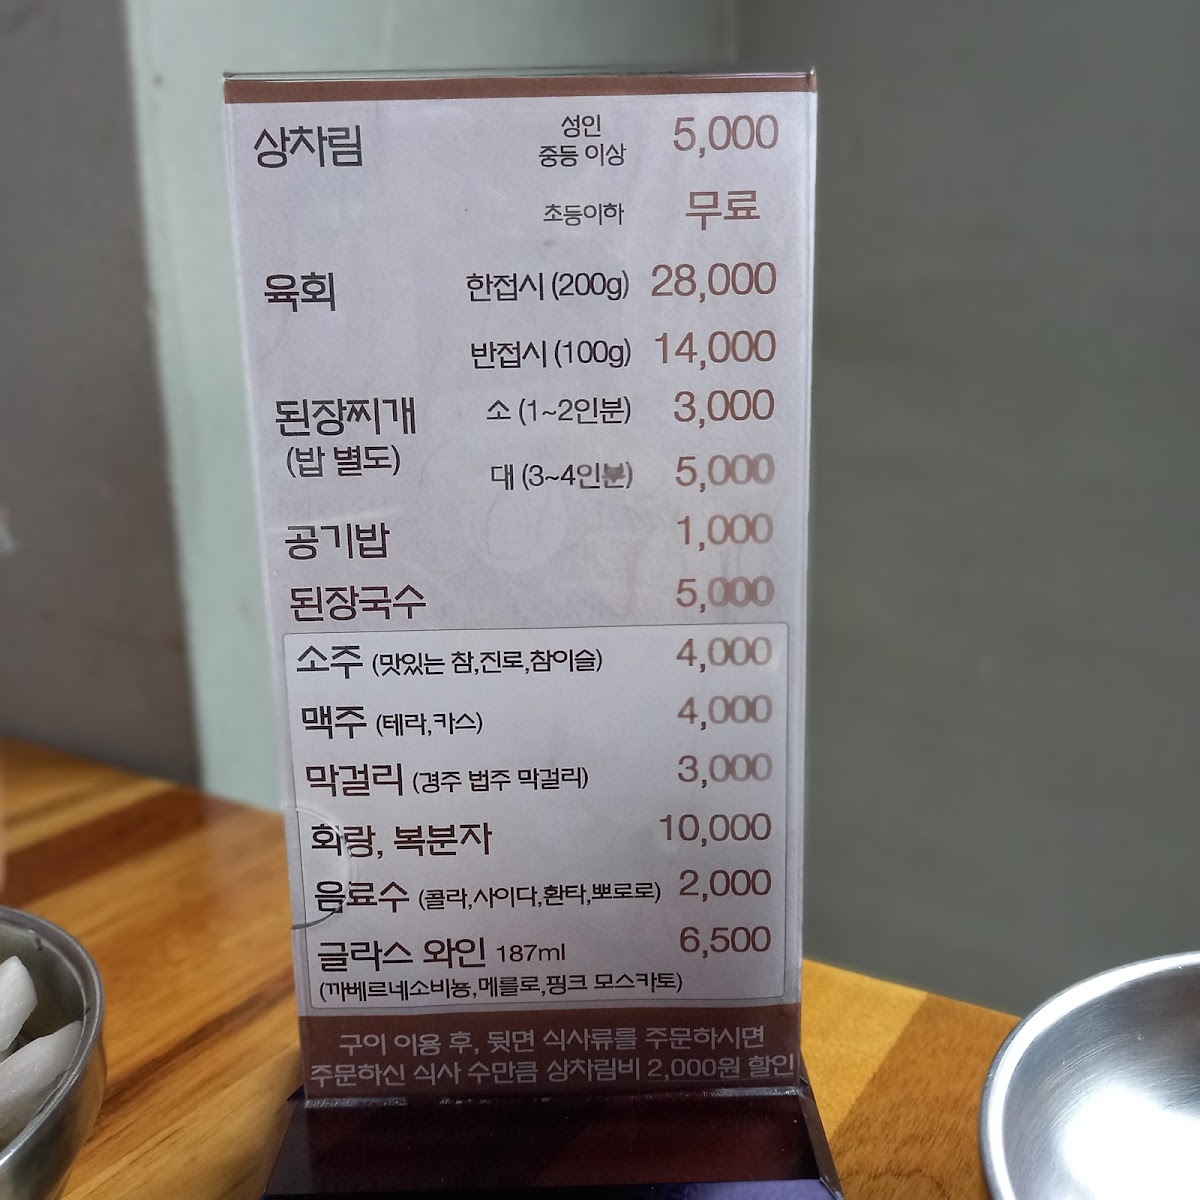 상차림 성인 중등 이상 5,000
초등이하 무료
육회 한접시 (200g) 28,000
반접시 (100g) 14,000
된장찌개 소 (1~2인분) 3,000
(밥 별도) 대 (3~4인분) 5,000
공기밥 1,000
된장국수 5,000
소주 (맛있는 참,진로,참이슬) 4,000
맥주 (테라,카스) 4,000
막걸리 (경주 법주 막걸리) 3,000
화랑, 복분자 10,000
음료수 (콜라,사이다,환타,뽀로로) 2,000
글라스 와인 187ml 6,500
(까베르네소비뇽,메를로,핑크 모스카토)
구이 이용 후, 뒷면 식사류를 주문하시면
주문하신 식사 수만큼 상차림비 2,000원 할인